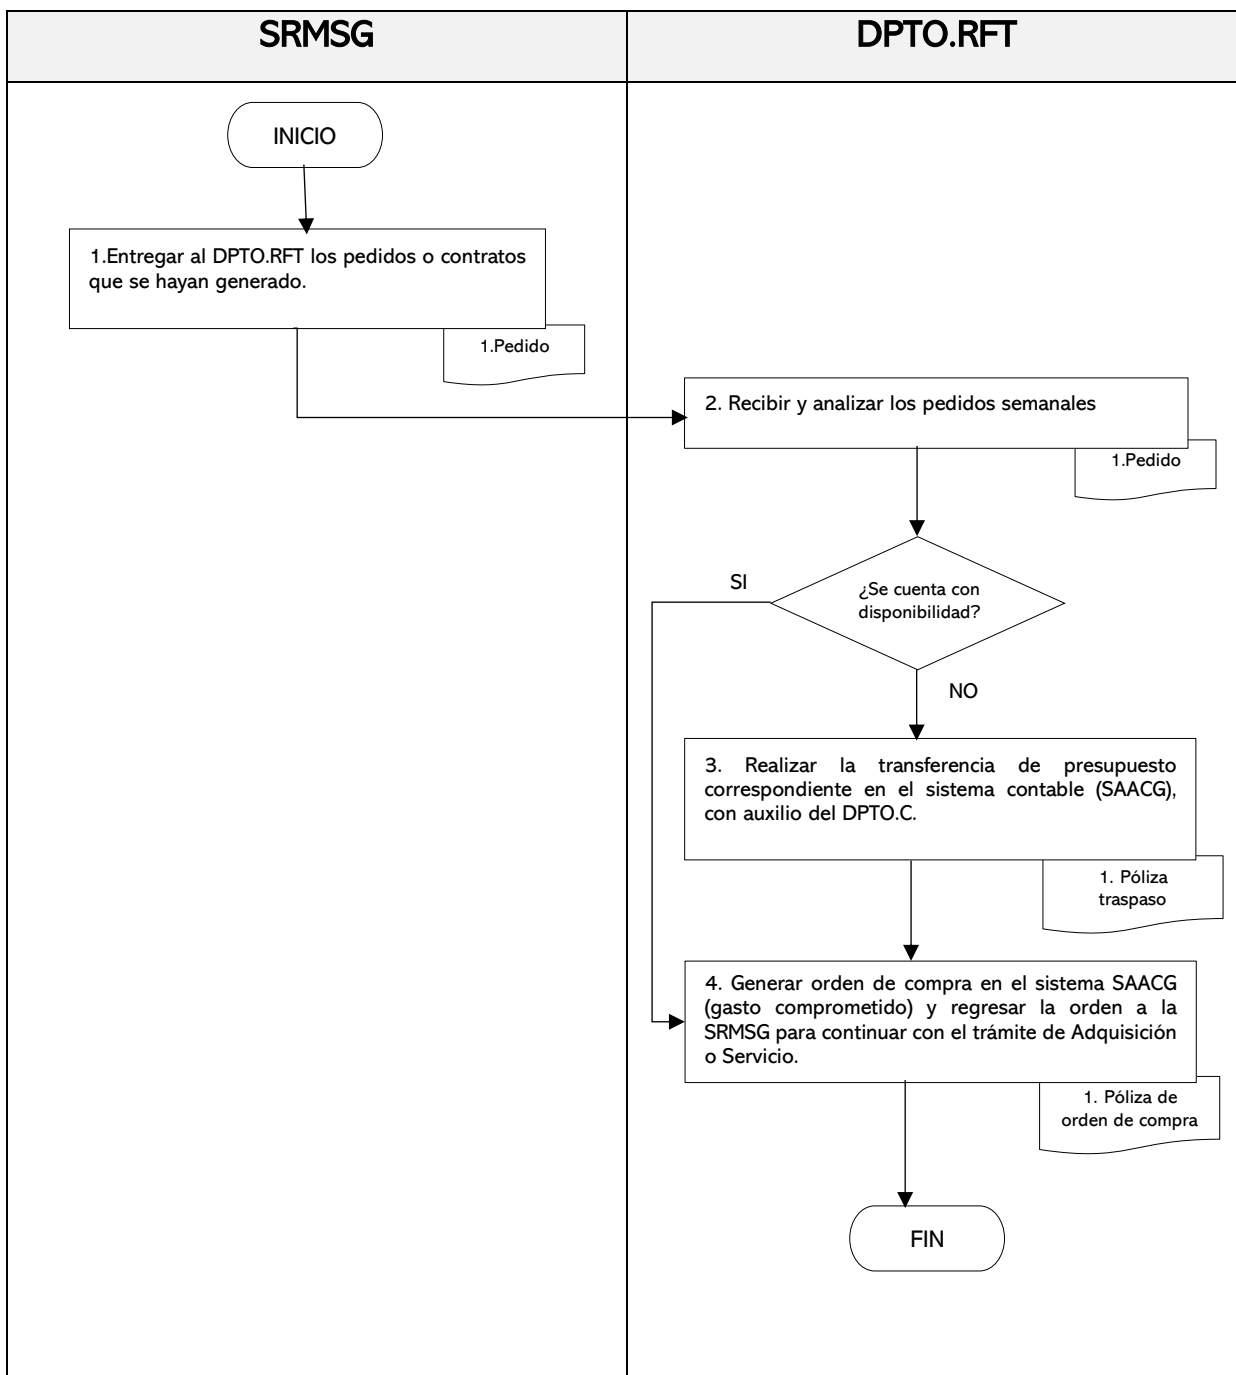 SRMSG
DPTO.RFT
INICIO
1.Entregar al DPTO.RFT los pedidos o contratos
que se hayan generado.
1.Pedido
2. Recibir y analizar los pedidos semanales
1.Pedido
SI
¿Se cuenta con
disponibilidad?
NO
3. Realizar la transferencia de presupuesto
correspondiente en el sistema contable (SAACG),
con auxilio del DPTO.C.
1. Póliza
traspaso
4. Generar orden de compra en el sistema SAACG
(gasto comprometido) y regresar la orden a la
SRMSG para continuar con el trámite de Adquisición
o Servicio.
1. Póliza de
orden de compra
FIN